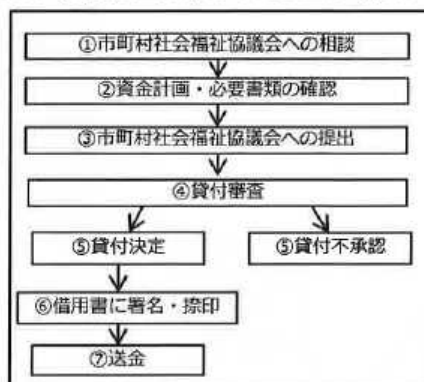 ①市町村社会福祉協議会への相談
②資金計画・必要書類の確認
③市町村社会福祉協議会への提出
④貸付審査
⑤貸付決定
⑤貸付不承認
⑥借用書に署名・捺印
⑦送金